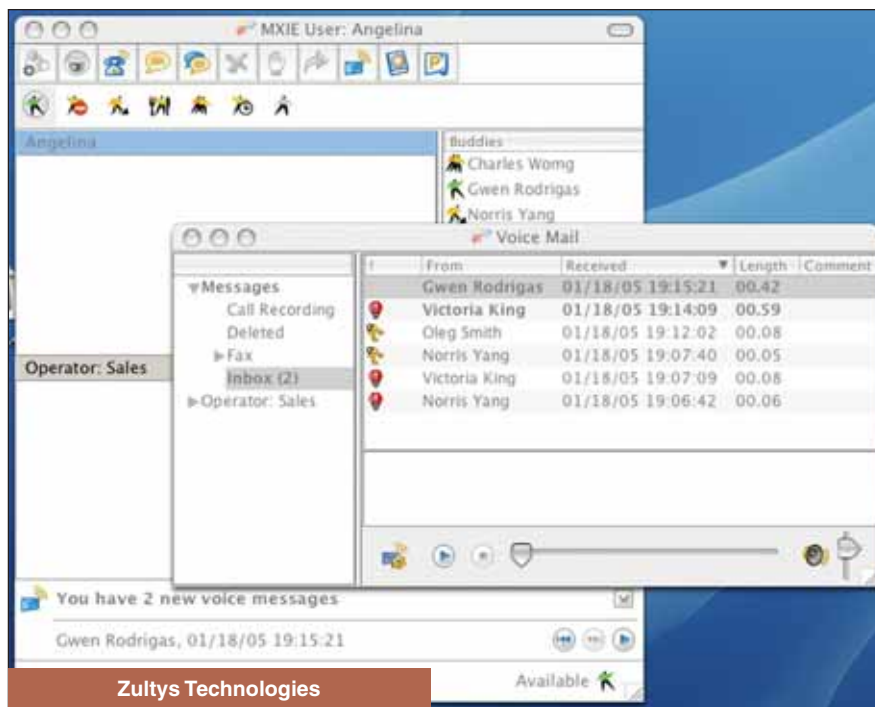 MXIE User: Angelina
Angelina
Buddies
Charles Womg
Gwen Rodrigas
Norris Yang
Voice Mail
! From Received Length Comment
Messages
Call Recording
Deleted
Fax
Inbox (2)
Operator: Sales
Gwen Rodrigas 01/18/05 19:15:21 00.42
Victoria King 01/18/05 19:14:09 00.59
Oleg Smith 01/18/05 19:12:02 00.08
Norris Yang 01/18/05 19:07:40 00.05
Victoria King 01/18/05 19:07:09 00.08
Norris Yang 01/18/05 19:06:42 00.06
Operator: Sales
You have 2 new voice messages
Gwen Rodrigas, 01/18/05 19:15:21
Available
Zultys Technologies